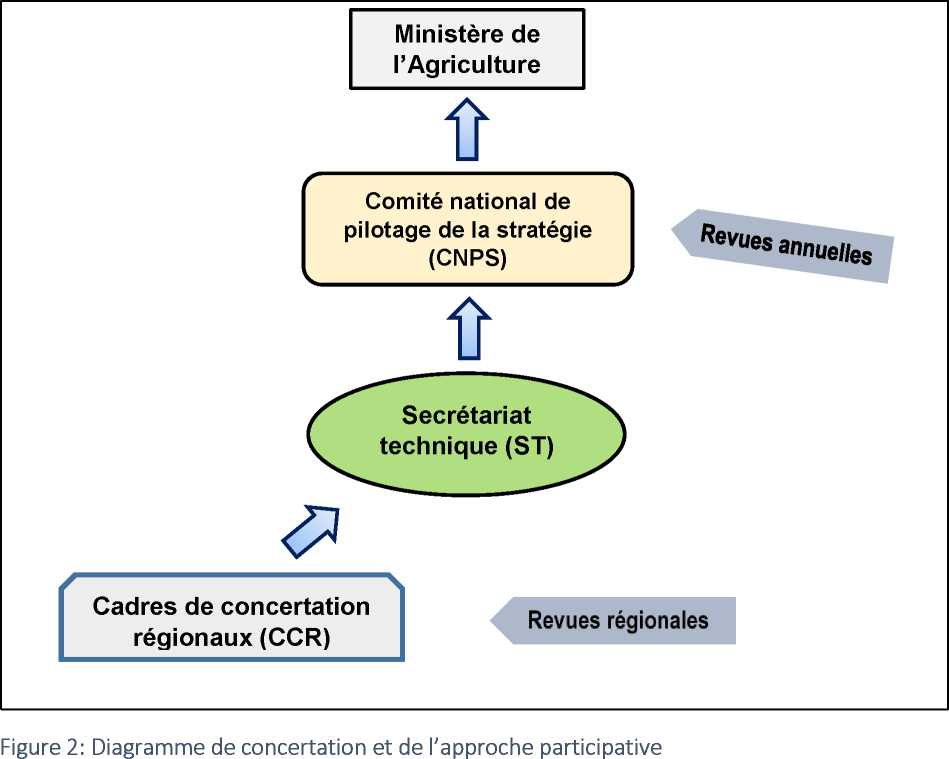 Ministère de
l'Agriculture
Comité national de
pilotage de la stratégie
(CNPS)
Revues annuelles
Secrétariat
technique (ST)
Cadres de concertation
régionaux (CCR)
Revues régionales
Figure 2: Diagramme de concertation et de l'approche participative